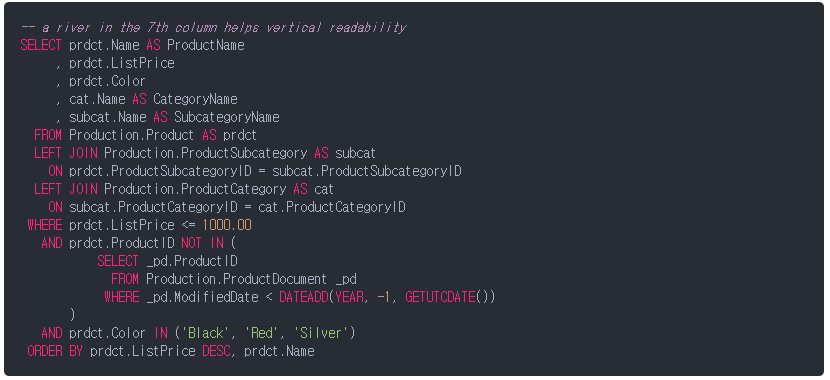 -- a river in the 7th column helps vertical readability
SELECT prdct.Name AS ProductName
     , prdct.ListPrice
     , prdct.Color
     , cat.Name AS CategoryName
     , subcat.Name AS SubcategoryName
  FROM Production.Product AS prdct
  LEFT JOIN Production.ProductSubcategory AS subcat
    ON prdct.ProductSubcategoryID = subcat.ProductSubcategoryID
  LEFT JOIN Production.ProductCategory AS cat
    ON subcat.ProductCategoryID = cat.ProductCategoryID
 WHERE prdct.ListPrice <= 1000.00
   AND prdct.ProductID NOT IN (
           SELECT _pd.ProductID
             FROM Production.ProductDocument _pd
            WHERE _pd.ModifiedDate < DATEADD(YEAR, -1, GETUTCDATE())
       )
   AND prdct.Color IN ('Black', 'Red', 'Silver')
 ORDER BY prdct.ListPrice DESC, prdct.Name